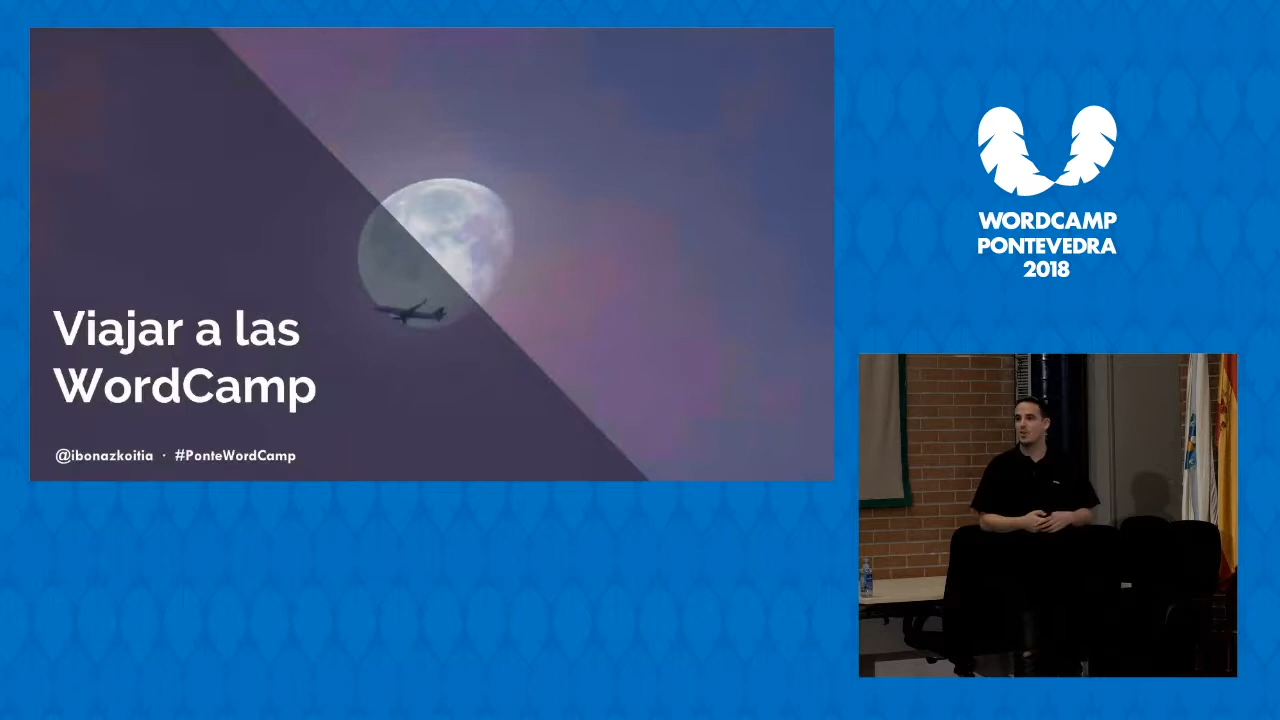 Viajar a las
WordCamp
@ibonazkoitia · #PonteWordCamp
WORDCAMP
PONTEVEDRA
2018